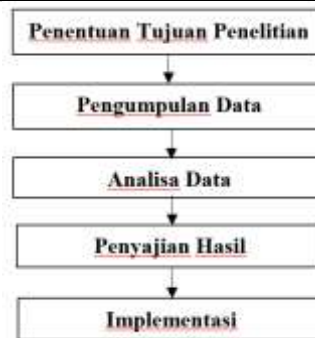 Penentuan Tujuan Penelitian
Pengumpulan Data
Analisa Data
Penyajian Hasil
Implementasi